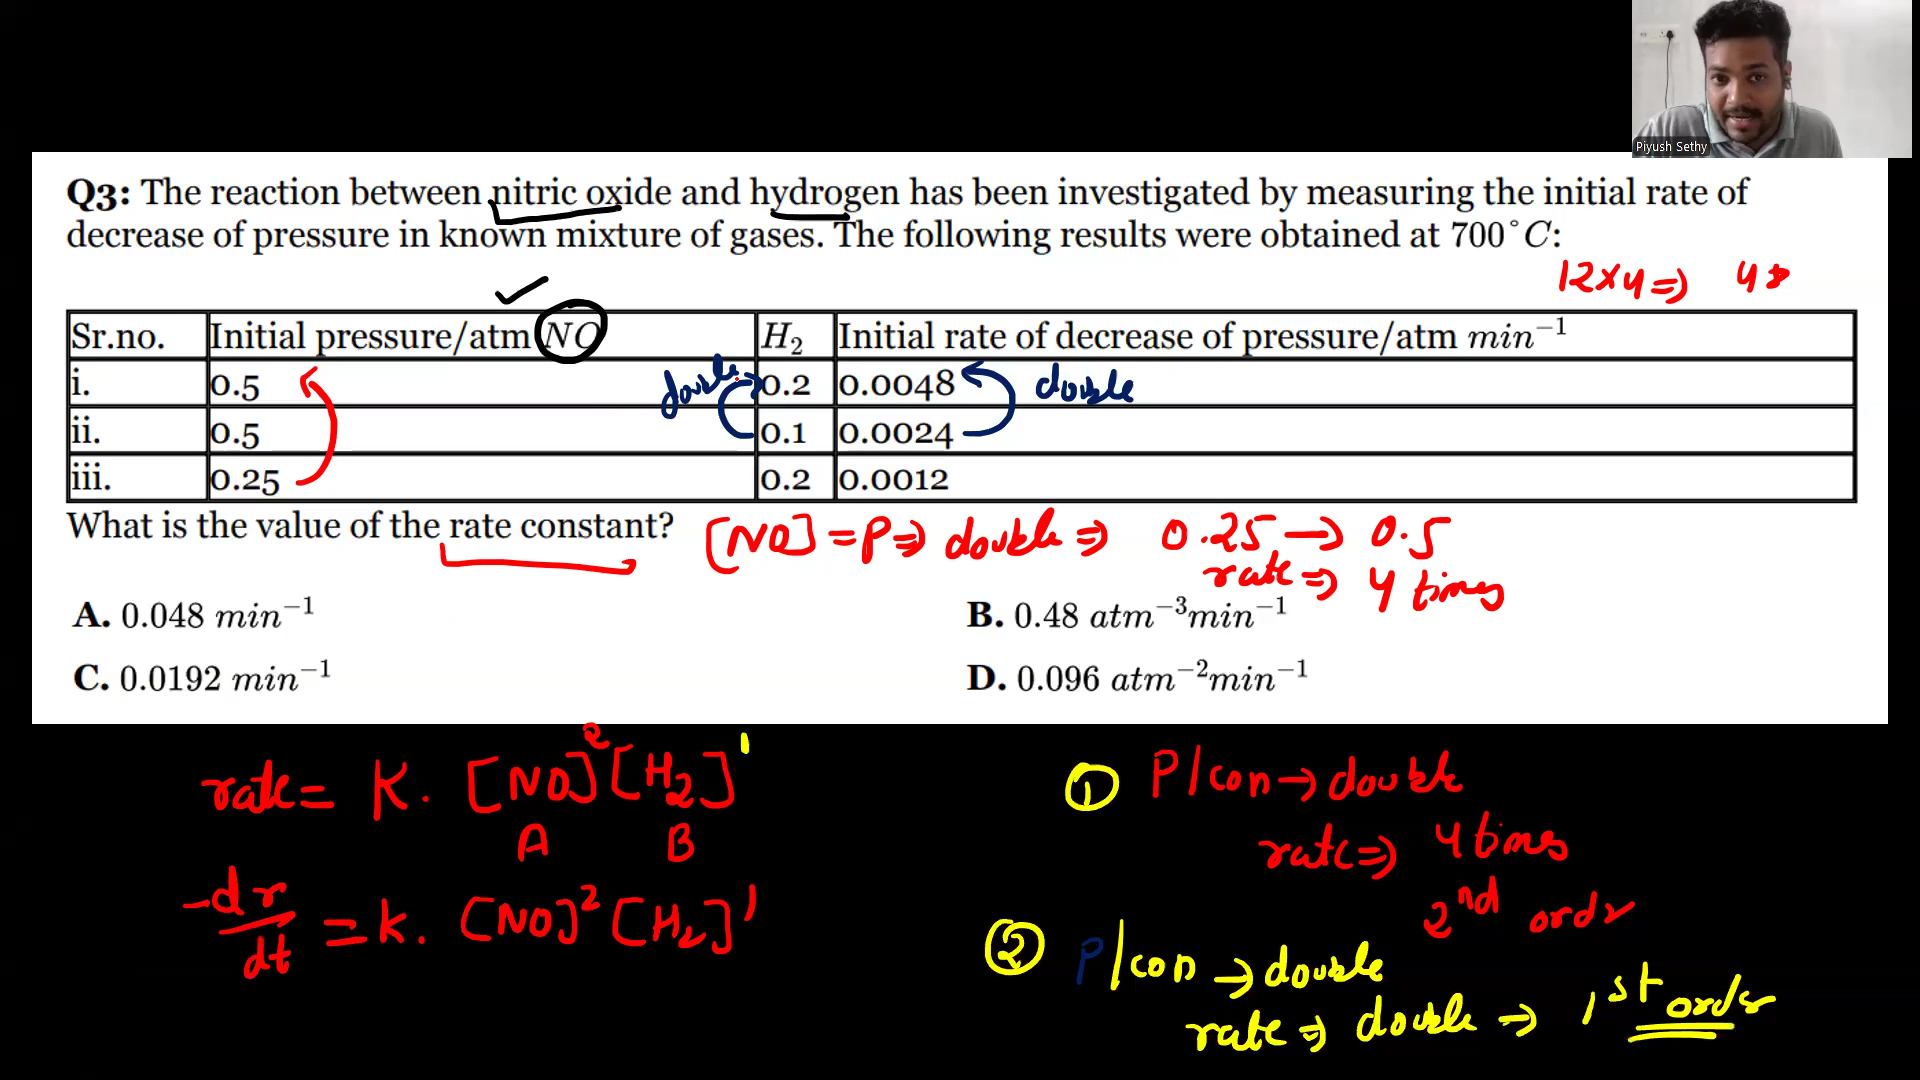 Piyush Sethy
Q3: The reaction between nitric oxide and hydrogen has been investigated by measuring the initial rate of
decrease of pressure in known mixture of gases. The following results were obtained at 700°C:
12×4⇒ 48
Sr.no. Initial pressure/atm NO H₂ Initial rate of decrease of pressure/atm min⁻¹
i. 0.5 double 0.2 0.0048 double
ii. 0.5 0.1 0.0024
iii. 0.25 0.2 0.0012
What is the value of the rate constant? [NO] = P ⇒ double ⇒ 0.25 → 0.5
rate ⇒ 4 times
A. 0.048 min⁻¹ B. 0.48 atm⁻³min⁻¹
C. 0.0192 min⁻¹ D. 0.096 atm⁻²min⁻¹
rate = K. [NO]²[H₂]¹
A B
-dr/dt = K. [NO]²[H₂]¹
① P/con → double
rate ⇒ 4 times
2nd order
② P/con → double
rate ⇒ double ⇒ 1st order